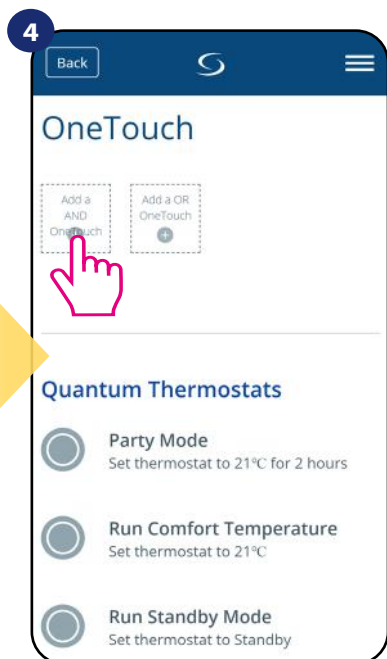 4
Back
OneTouch
Add a
AND
OneTouch
Add a OR
OneTouch
Quantum Thermostats
Party Mode
Set thermostat to 21°C for 2 hours
Run Comfort Temperature
Set thermostat to 21°C
Run Standby Mode
Set thermostat to Standby